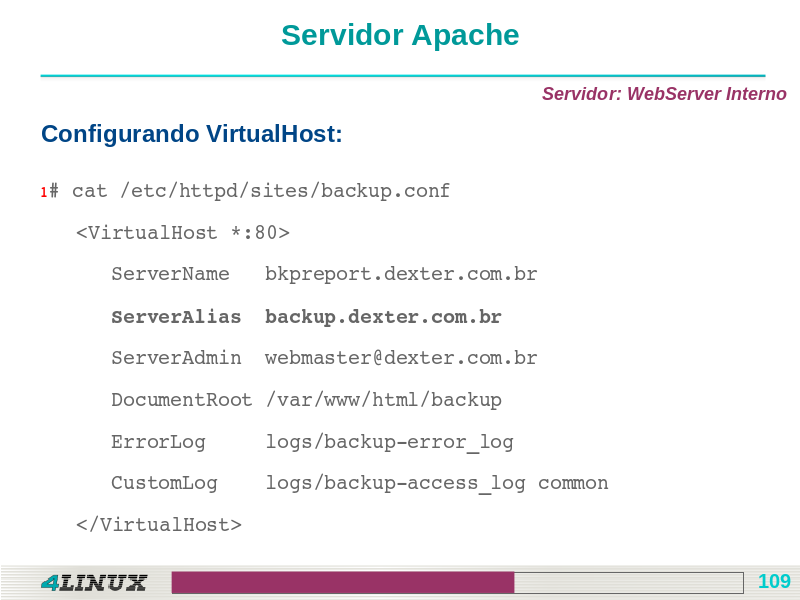 Servidor Apache
Servidor: WebServer Interno
Configurando VirtualHost:
1# cat /etc/httpd/sites/backup.conf
<VirtualHost *:80>
ServerName bkpreport.dexter.com.br
ServerAlias backup.dexter.com.br
ServerAdmin webmaster@dexter.com.br
DocumentRoot /var/www/html/backup
ErrorLog logs/backup-error_log
CustomLog logs/backup-access_log common
</VirtualHost>
4LINUX
109